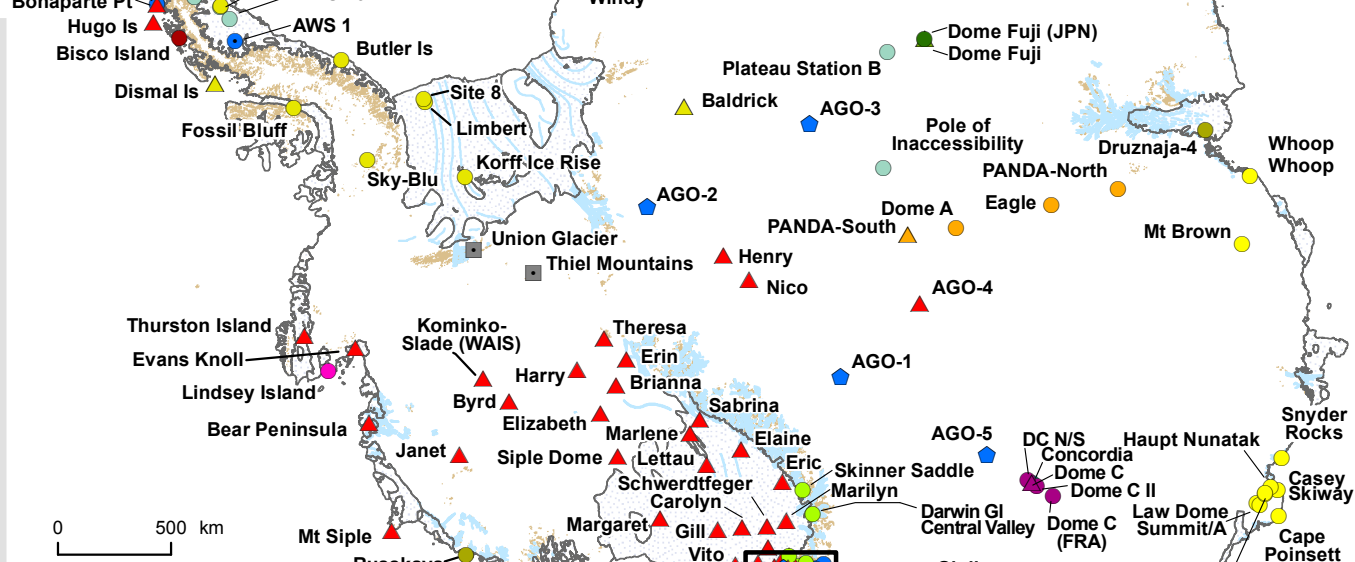 Bonaparte Pt
Hugo Is
Bisco Island
AWS 1
Butler Is
Dismal Is
Fossil Bluff
Site 8
Limbert
Korff Ice Rise
Sky-Blu
Windy
Dome Fuji (JPN)
Dome Fuji
Plateau Station B
Baldrick
AGO-3
Pole of
Inaccessibility
Druznaja-4
Whoop
Whoop
PANDA-North
Eagle
Dome A
PANDA-South
Mt Brown
AGO-2
Union Glacier
Thiel Mountains
Henry
Nico
AGO-4
Thurston Island
Evans Knoll
Lindsey Island
Bear Peninsula
Kominko-
Slade (WAIS)
Theresa
Erin
Harry
Brianna
Byrd
Elizabeth
Sabrina
Marlene
Elaine
Janet
Siple Dome
Lettau
Eric
AGO-1
AGO-5
Schwerdtfeger
Carolyn
Skinner Saddle
Marilyn
Darwin Gl
Central Valley
Margaret
Gill
Vito
Mt Siple
DC N/S
Concordia
Dome C
Dome C II
Dome C
(FRA)
Haupt Nunatak
Snyder
Rocks
Casey
Skiway
Law Dome
Summit/A
Cape
Poinsett
0 500 km